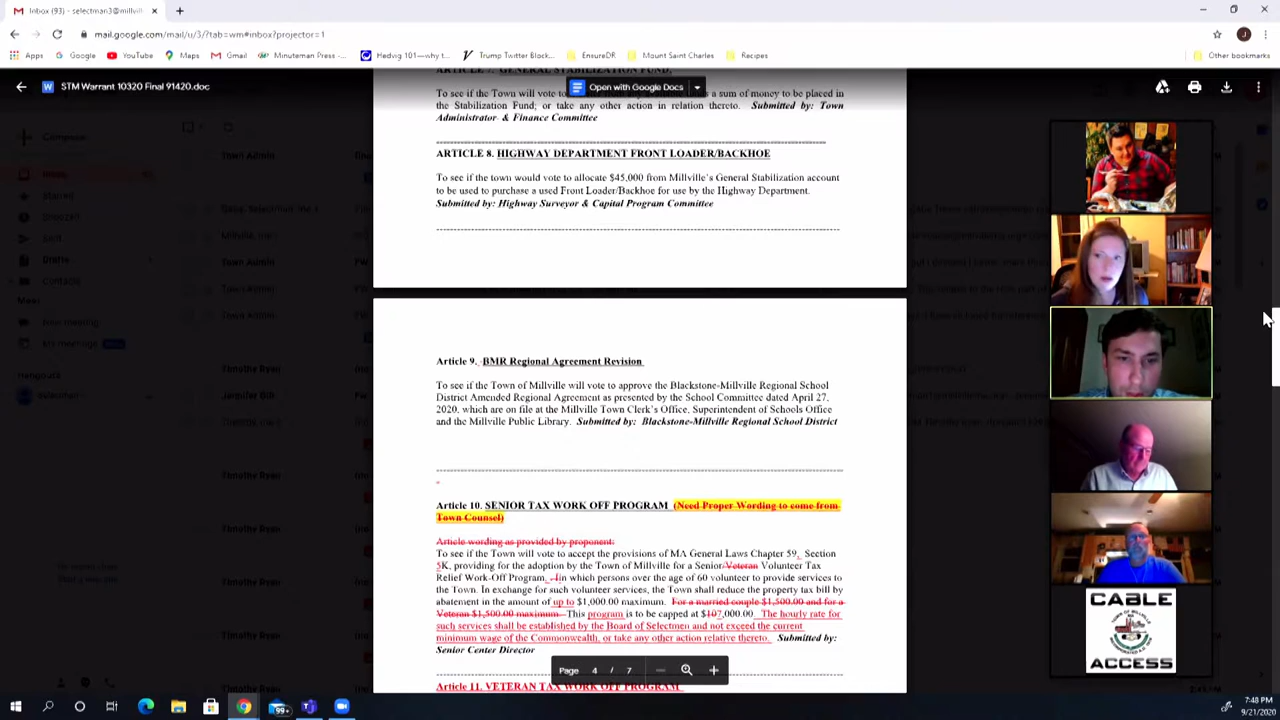 Inbox (93) - selectman3@millvil
mail.google.com/mail/u/3/?tab=wm#inbox?projector=1
Apps Google YouTube Maps Gmail Minuteman Press -... Hedwig 101—why t... Trump Twitter Block... EnsuraDR Mount Saint Charles Recipes Other bookmarks
W STM Warrant 10320 Final 91420.doc
Open with Google Docs
ARTICLE 7. GENERAL STABILIZATION FUND.
To see if the Town will vote to a sum of money to be placed in
the Stabilization Fund; or take any other action in relation thereto. Submitted by: Town
Administrator & Finance Committee
ARTICLE 8. HIGHWAY DEPARTMENT FRONT LOADER/BACKHOE
To see if the town would vote to allocate $45,000 from Millville's General Stabilization account
to be used to purchase a used Front Loader/Backhoe for use by the Highway Department.
Submitted by: Highway Surveyor & Capital Program Committee
Article 9. BMR Regional Agreement Revision
To see if the Town of Millville will vote to approve the Blackstone-Millville Regional School
District Amended Regional Agreement as presented by the School Committee dated April 27,
2020, which are on file at the Millville Town Clerk's Office, Superintendent of Schools Office
and the Millville Public Library. Submitted by: Blackstone-Millville Regional School District
Article 10. SENIOR TAX WORK OFF PROGRAM (Need Proper Wording to come from
Town Counsel)
Article wording as provided by proponent:
To see if the Town will vote to accept the provisions of MA General Laws Chapter 59, Section
5K, providing for the adoption by the Town of Millville for a Senior/Veteran Volunteer Tax
Relief Work-Off Program, Iin which persons over the age of 60 volunteer to provide services to
the Town. In exchange for such volunteer services, the Town shall reduce the property tax bill by
abatement in the amount of up to $1,000.00 maximum. For a married couple $1,500.00 and for a
Veteran $1,500.00 maximum. This program is to be capped at $107,000.00. The hourly rate for
such services shall be established by the Board of Selectmen and not exceed the current
minimum wage of the Commonwealth, or take any other action relative thereto. Submitted by:
Senior Center Director
Article 11. VETERAN TAX WORK OFF PROGRAM
Page 4 / 7
CABLE
ACCESS
7:48 PM
9/21/2020